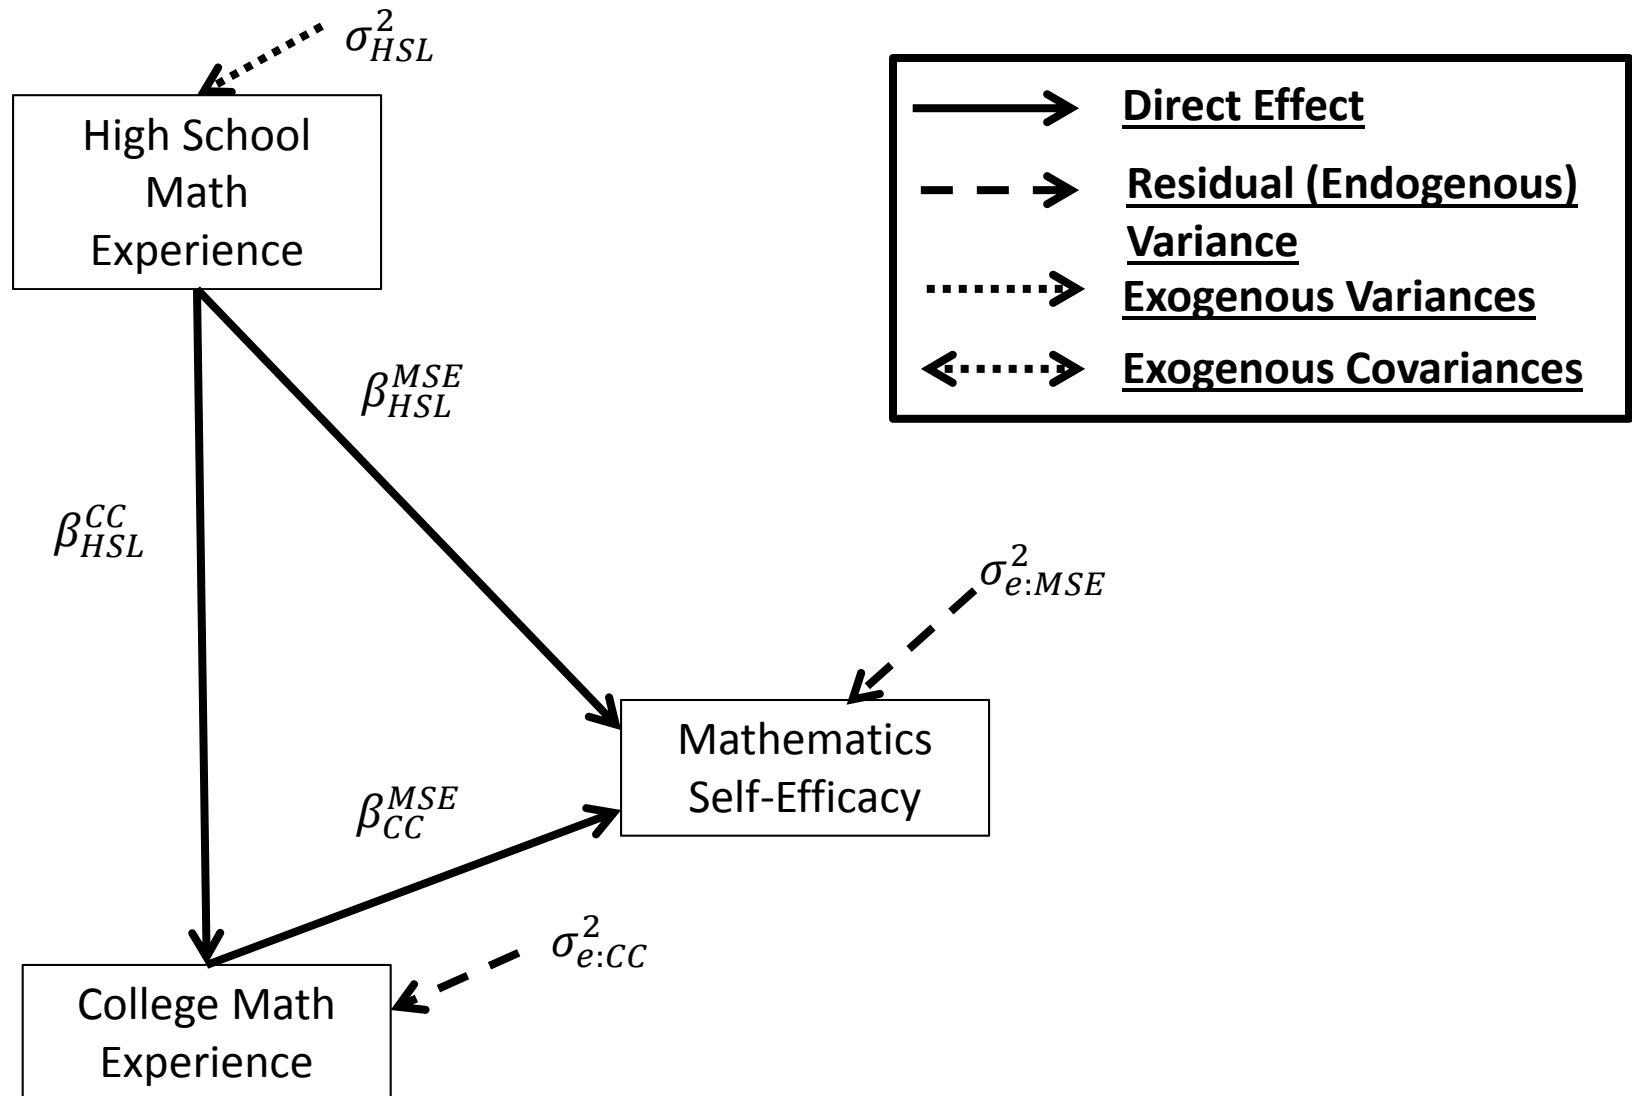 σ²_HSL
High School
Math
Experience
Direct Effect
Residual (Endogenous)
Variance
Exogenous Variances
Exogenous Covariances
β^MSE_HSL
β^CC_HSL
σ²_e:MSE
Mathematics
Self-Efficacy
β^MSE_CC
σ²_e:CC
College Math
Experience